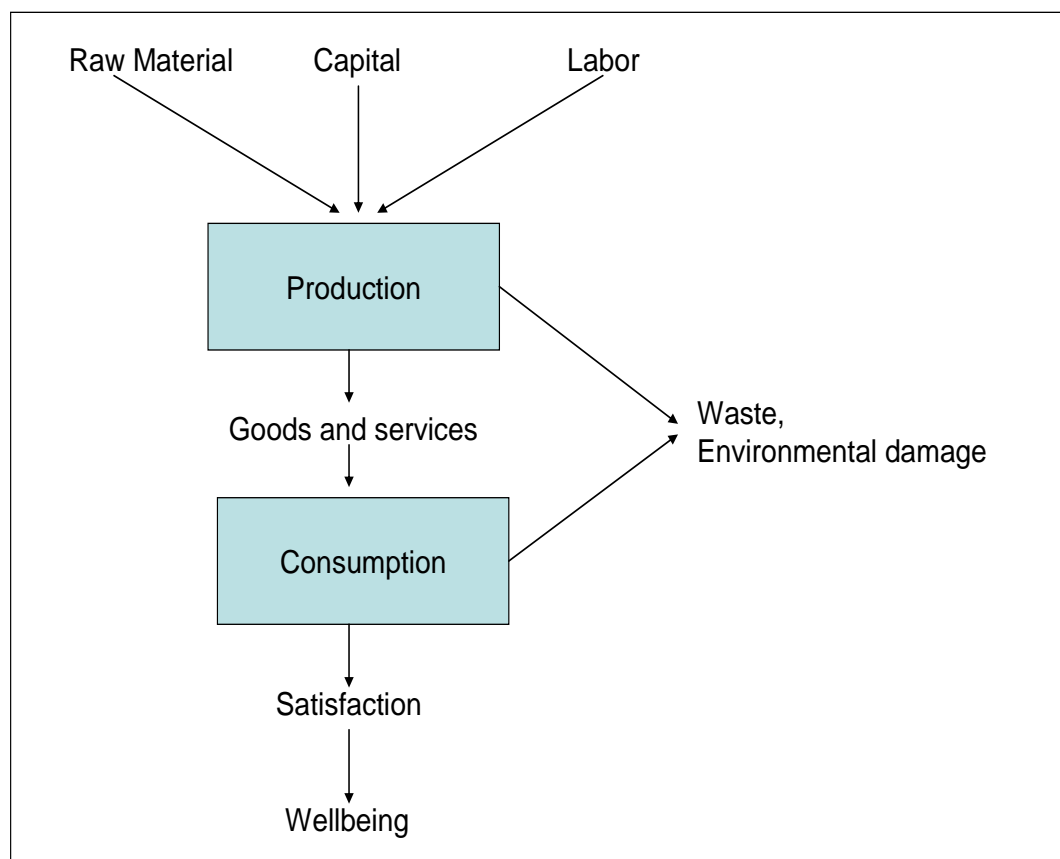 Raw Material
Capital
Labor
Production
Goods and services
Waste,
Environmental damage
Consumption
Satisfaction
Wellbeing